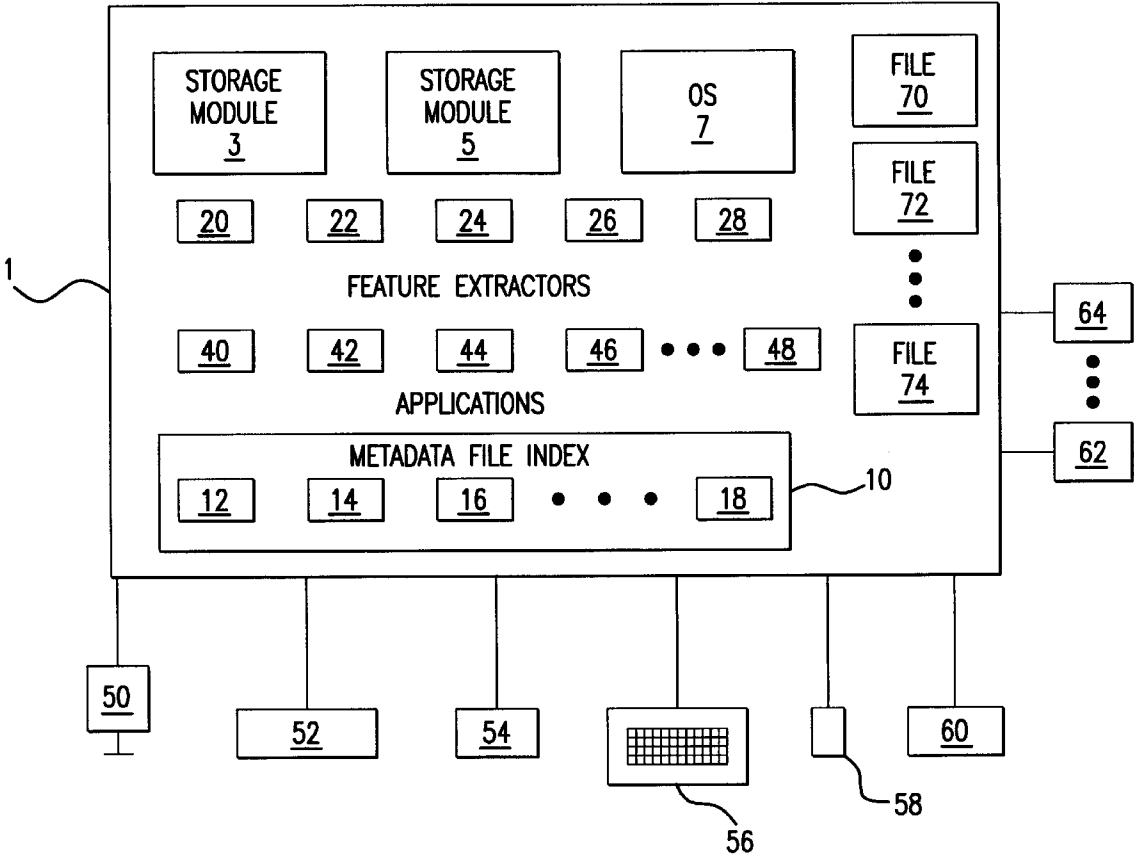 STORAGE
MODULE
3
STORAGE
MODULE
5
OS
7
FILE
70
FILE
72
20
22
24
26
28
1
FEATURE EXTRACTORS
64
40
42
44
46
48
FILE
74
APPLICATIONS
62
METADATA FILE INDEX
10
12
14
16
18
50
52
54
60
58
56